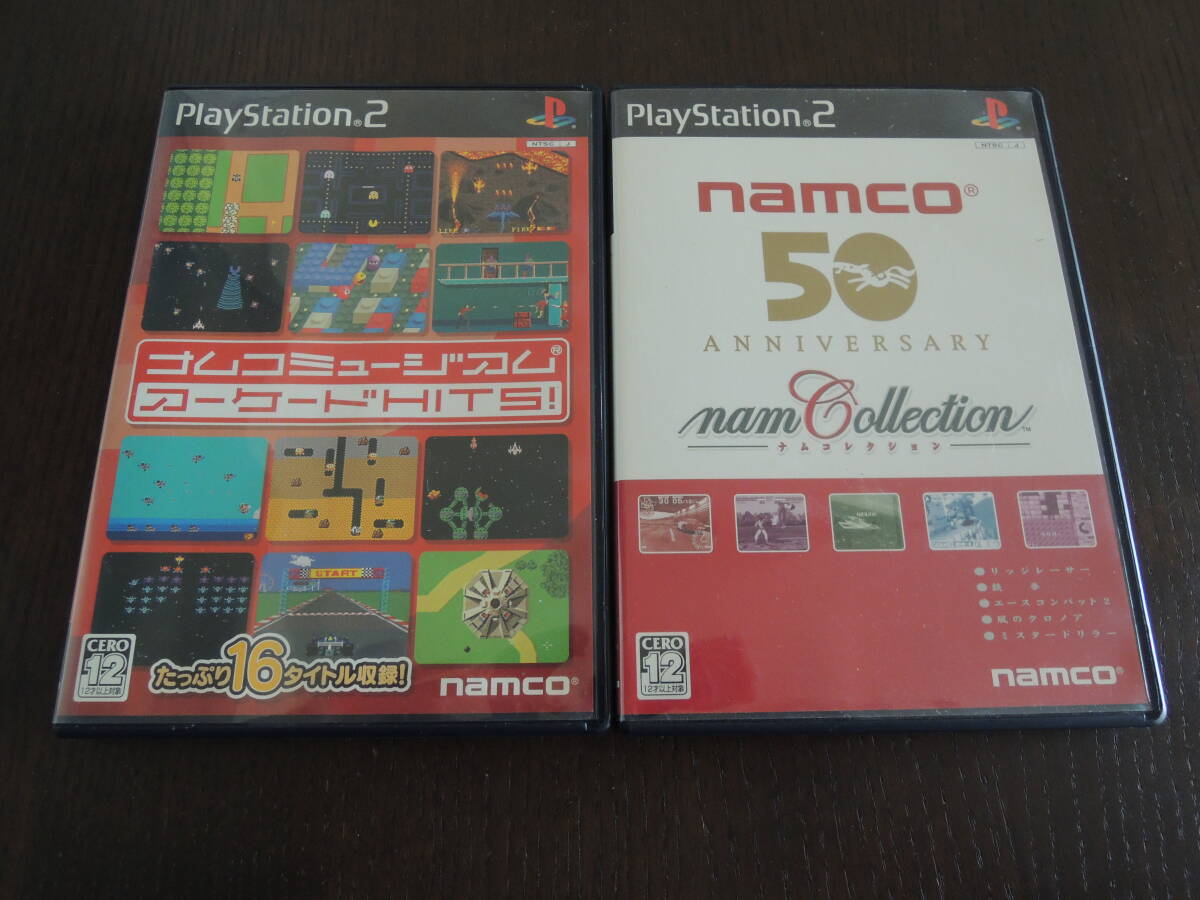 PlayStation®2
NTSC J
LIFE
FIRE
ナムコミュージアム®
アーケードHITS!
START
CERO
12
12才以上対象
たっぷり16タイトル収録!
namco®
PlayStation®2
NTSC J
namco®
50
ANNIVERSARY
namCollection™
ナムコレクション
●リッジレーサー
●鉄拳
●エースコンバット2
●風のクロノア
●ミスタードリラー
CERO
12
12才以上対象
namco®